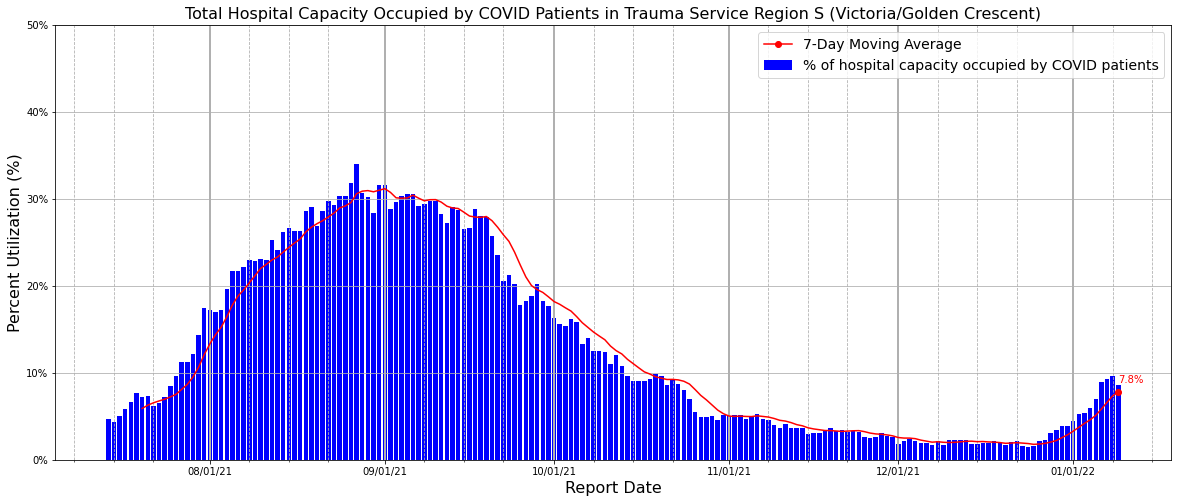 Total Hospital Capacity Occupied by COVID Patients in Trauma Service Region S (Victoria/Golden Crescent)
50%
7-Day Moving Average
% of hospital capacity occupied by COVID patients
40%
30%
20%
10%
0%
7.8%
Percent Utilization (%)
08/01/21
09/01/21
10/01/21
11/01/21
12/01/21
01/01/22
Report Date